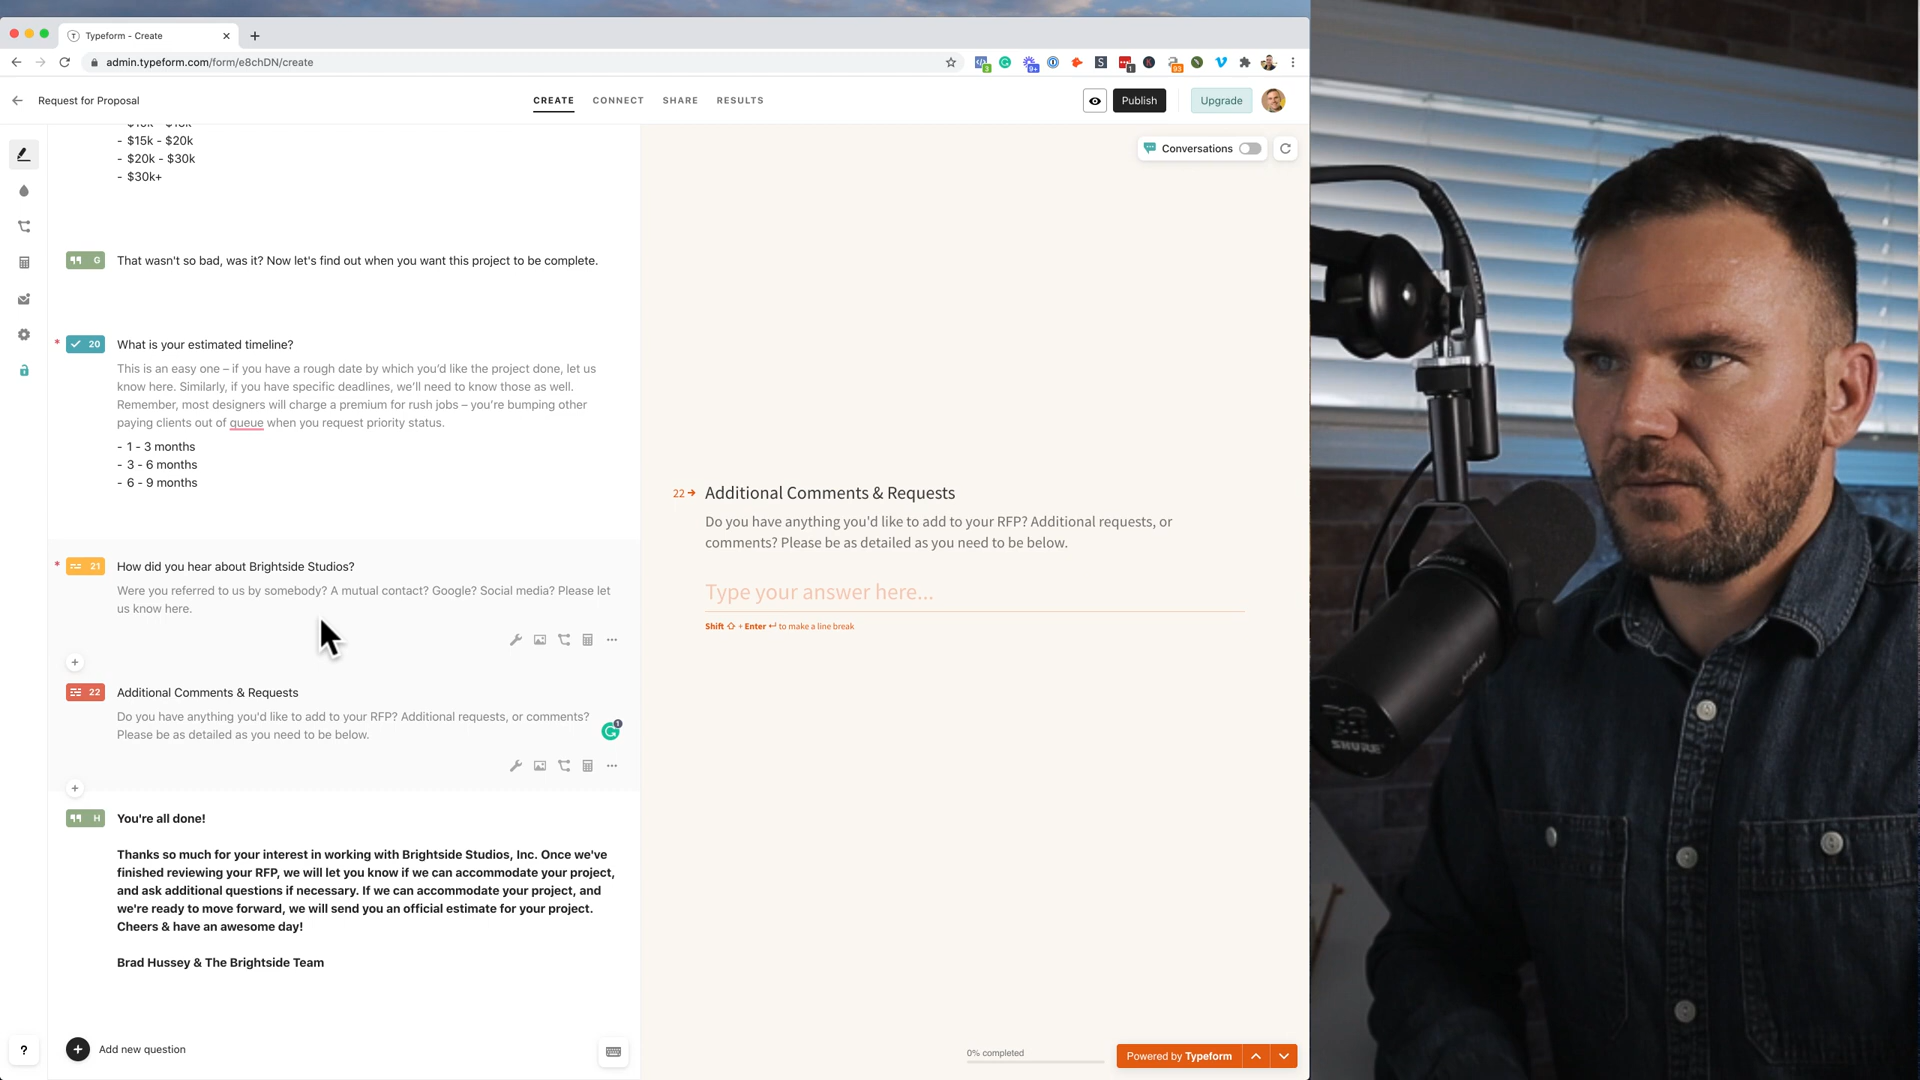 Typeform - Create
admin.typeform.com/form/e8chDN/create
Request for Proposal
CREATE CONNECT SHARE RESULTS
Publish
Upgrade
Conversations
- $15k - $20k
- $20k - $30k
- $30k+
G That wasn't so bad, was it? Now let's find out when you want this project to be complete.
* 20 What is your estimated timeline?
This is an easy one – if you have a rough date by which you'd like the project done, let us
know here. Similarly, if you have specific deadlines, we'll need to know those as well.
Remember, most designers will charge a premium for rush jobs – you're bumping other
paying clients out of queue when you request priority status.
- 1 - 3 months
- 3 - 6 months
- 6 - 9 months
* 21 How did you hear about Brightside Studios?
Were you referred to us by somebody? A mutual contact? Google? Social media? Please let
us know here.
22 Additional Comments & Requests
Do you have anything you'd like to add to your RFP? Additional requests, or comments?
Please be as detailed as you need to be below.
H You're all done!
Thanks so much for your interest in working with Brightside Studios, Inc. Once we've
finished reviewing your RFP, we will let you know if we can accommodate your project,
and ask additional questions if necessary. If we can accommodate your project, and
we're ready to move forward, we will send you an official estimate for your project.
Cheers & have an awesome day!
Brad Hussey & The Brightside Team
Add new question
?
22 Additional Comments & Requests
Do you have anything you'd like to add to your RFP? Additional requests, or
comments? Please be as detailed as you need to be below.
Type your answer here...
Shift ⇧ + Enter ↵ to make a line break
0% completed
Powered by Typeform
SHURE